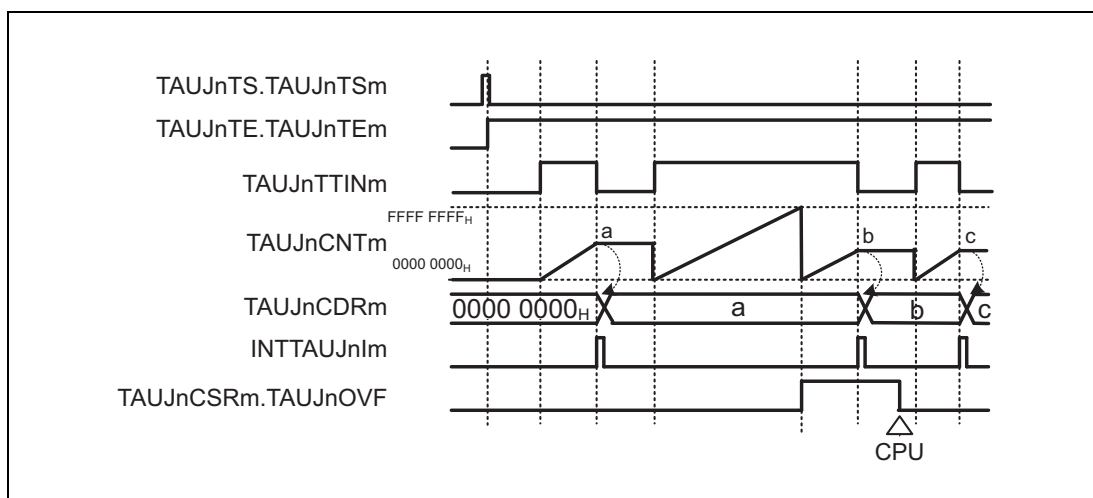 TAUJnTS.TAUJnTSm
TAUJnTE.TAUJnTEm
TAUJnTTINm
FFFF FFFFH
TAUJnCNTm
a
b
c
0000 0000H
TAUJnCDRm
0000 0000H
a
b
c
INTTAUJnIm
TAUJnCSRm.TAUJnOVF
CPU